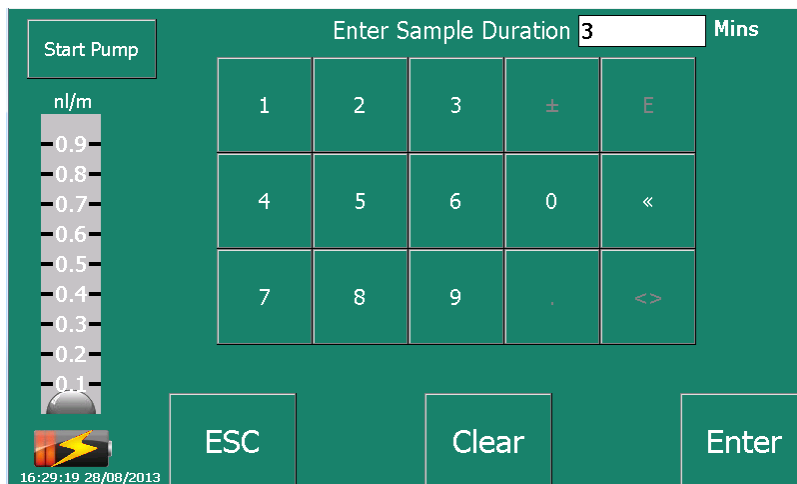 Start Pump
Enter Sample Duration 3 Mins
nl/m
0.9
0.8
0.7
0.6
0.5
0.4
0.3
0.2
0.1
1 2 3 ± E
4 5 6 0 «
7 8 9 . <>
ESC Clear Enter
16:29:19 28/08/2013